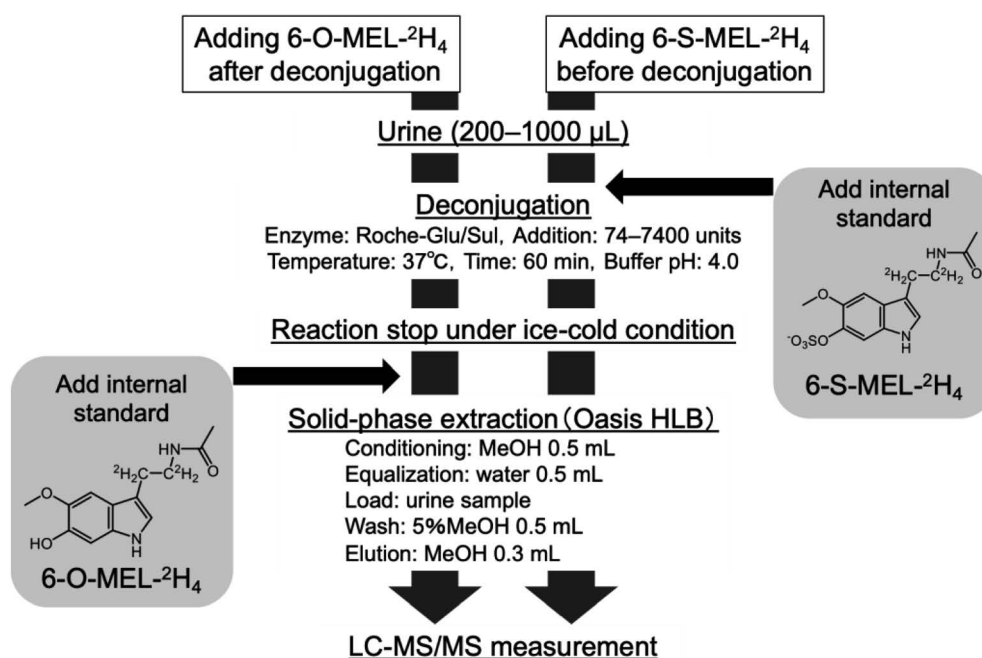 Adding 6-O-MEL-²H₄
after deconjugation
Adding 6-S-MEL-²H₄
before deconjugation
Urine (200–1000 µL)
Add internal
standard
HN
O
²H₂C-C²H₂
O
⁻O₃SO
N
H
6-S-MEL-²H₄
Deconjugation
Enzyme: Roche-Glu/Sul, Addition: 74–7400 units
Temperature: 37℃, Time: 60 min, Buffer pH: 4.0
Reaction stop under ice-cold condition
Add internal
standard
HN
O
²H₂C-C²H₂
O
HO
N
H
6-O-MEL-²H₄
Solid-phase extraction (Oasis HLB)
Conditioning: MeOH 0.5 mL
Equalization: water 0.5 mL
Load: urine sample
Wash: 5%MeOH 0.5 mL
Elution: MeOH 0.3 mL
LC-MS/MS measurement